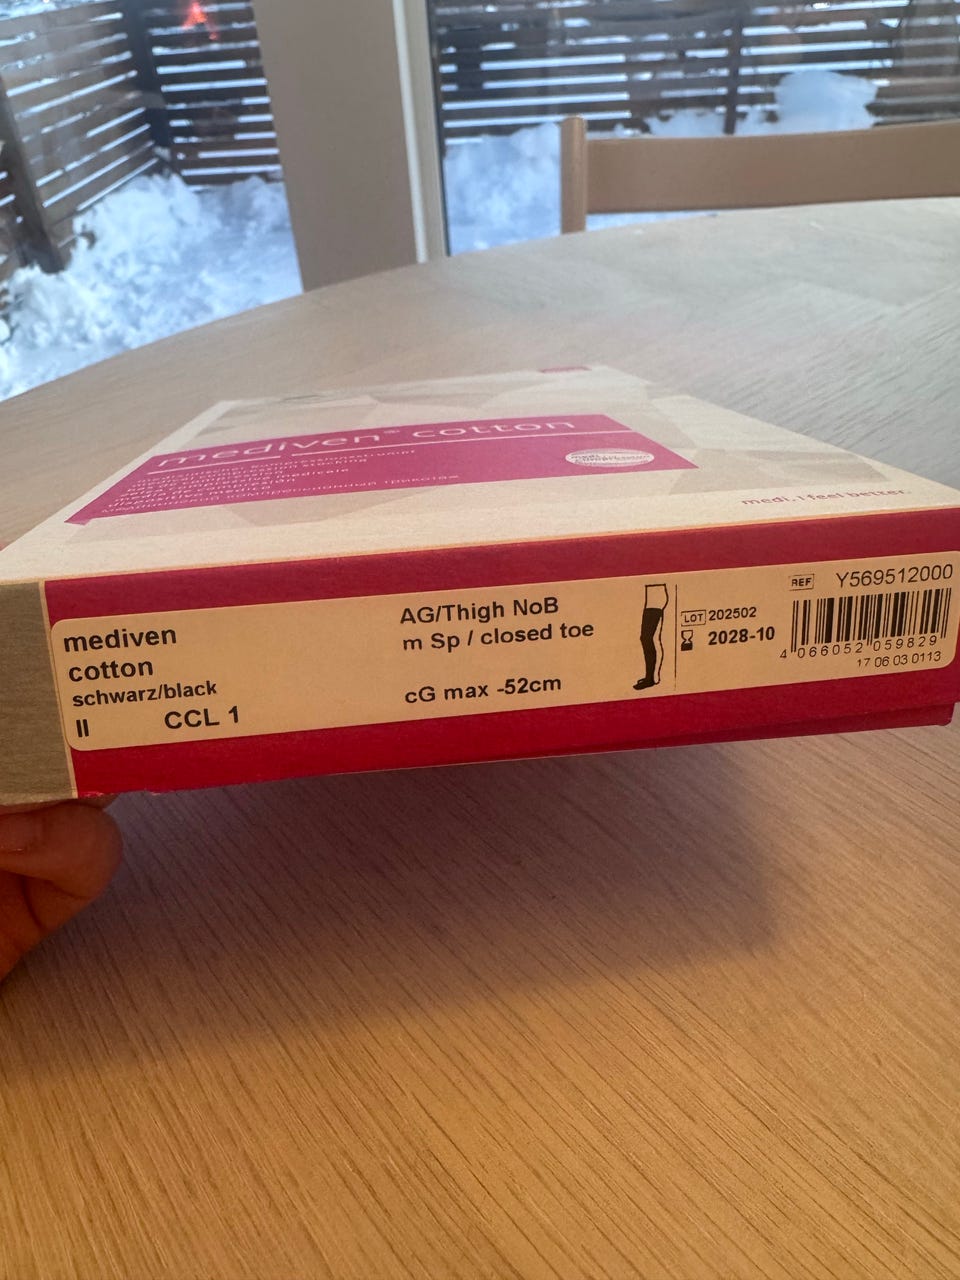 mediven® cotton
medi. I feel better.
mediven
cotton
schwarz/black
II CCL 1
AG/Thigh NoB
m Sp / closed toe
cG max -52cm
LOT 202502
2028-10
REF Y569512000
4 066052 059829
17 06 03 0113